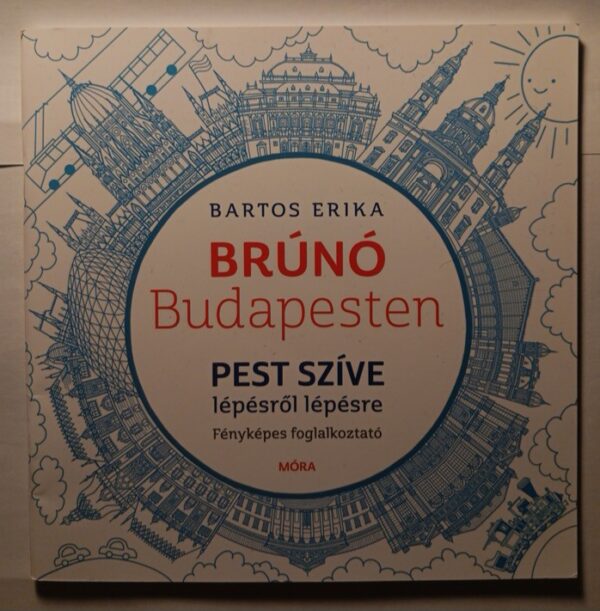 BARTOS ERIKA
BRÚNÓ
Budapesten
PEST SZÍVE
lépésről lépésre
Fényképes foglalkoztató
MÓRA